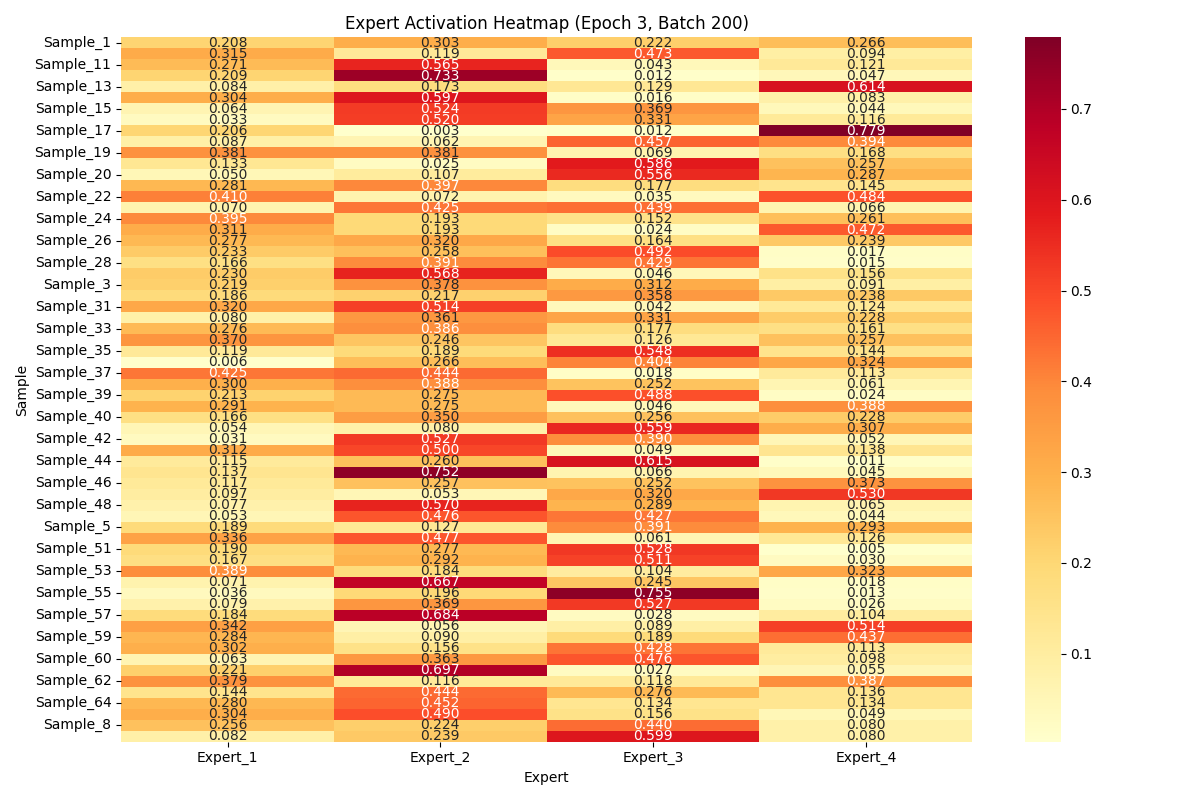 Expert Activation Heatmap (Epoch 3, Batch 200)
Sample_1 0.208 0.303 0.222 0.266
0.315 0.119 0.473 0.094
Sample_11 0.271 0.565 0.043 0.121
0.209 0.733 0.012 0.047
Sample_13 0.084 0.173 0.129 0.614
0.304 0.597 0.016 0.083
Sample_15 0.064 0.524 0.369 0.044
0.033 0.520 0.331 0.116
Sample_17 0.206 0.003 0.012 0.779
0.087 0.062 0.457 0.394
Sample_19 0.381 0.381 0.069 0.168
0.133 0.025 0.586 0.257
Sample_20 0.050 0.107 0.556 0.287
0.281 0.397 0.177 0.145
Sample_22 0.410 0.072 0.035 0.484
0.070 0.425 0.439 0.066
Sample_24 0.395 0.193 0.152 0.261
0.311 0.193 0.024 0.472
Sample_26 0.277 0.320 0.164 0.239
0.233 0.258 0.492 0.017
Sample_28 0.166 0.391 0.429 0.015
0.230 0.568 0.046 0.156
Sample_3 0.219 0.378 0.312 0.091
0.186 0.217 0.358 0.238
Sample_31 0.320 0.514 0.042 0.124
0.080 0.361 0.331 0.228
Sample_33 0.276 0.386 0.177 0.161
0.370 0.246 0.126 0.257
Sample_35 0.119 0.189 0.548 0.144
0.006 0.266 0.404 0.324
Sample_37 0.425 0.444 0.018 0.113
0.300 0.388 0.252 0.061
Sample_39 0.213 0.275 0.488 0.024
0.291 0.275 0.046 0.388
Sample_40 0.166 0.350 0.256 0.228
0.054 0.080 0.559 0.307
Sample_42 0.031 0.527 0.390 0.052
0.312 0.500 0.049 0.138
Sample_44 0.115 0.260 0.615 0.011
0.137 0.752 0.066 0.045
Sample_46 0.117 0.257 0.252 0.373
0.097 0.053 0.320 0.530
Sample_48 0.077 0.570 0.289 0.065
0.053 0.476 0.427 0.044
Sample_5 0.189 0.127 0.391 0.293
0.336 0.477 0.061 0.126
Sample_51 0.190 0.277 0.528 0.005
0.167 0.292 0.511 0.030
Sample_53 0.389 0.184 0.104 0.323
0.071 0.667 0.245 0.018
Sample_55 0.036 0.196 0.755 0.013
0.079 0.369 0.527 0.026
Sample_57 0.184 0.684 0.028 0.104
0.342 0.056 0.089 0.514
Sample_59 0.284 0.090 0.189 0.437
0.302 0.156 0.428 0.113
Sample_60 0.063 0.363 0.476 0.098
0.221 0.697 0.027 0.055
Sample_62 0.379 0.116 0.118 0.387
0.144 0.444 0.276 0.136
Sample_64 0.280 0.452 0.134 0.134
0.304 0.490 0.156 0.049
Sample_8 0.256 0.224 0.440 0.080
0.082 0.239 0.599 0.080
Expert_1 Expert_2 Expert_3 Expert_4
Expert
Sample
0.7
0.6
0.5
0.4
0.3
0.2
0.1